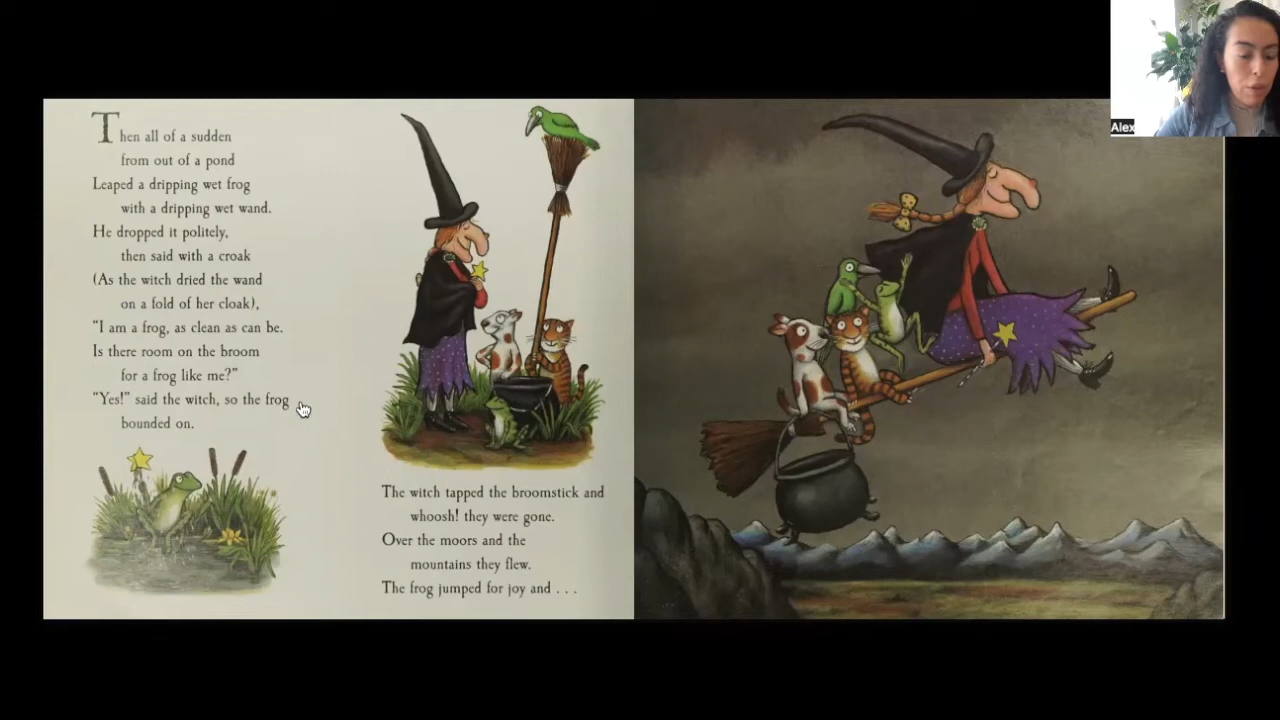 Then all of a sudden
from out of a pond
Leaped a dripping wet frog
with a dripping wet wand.
He dropped it politely,
then said with a croak
(As the witch dried the wand
on a fold of her cloak),
"I am a frog, as clean as can be.
Is there room on the broom
for a frog like me?"
"Yes!" said the witch, so the frog
bounded on.
The witch tapped the broomstick and
whoosh! they were gone.
Over the moors and the
mountains they flew.
The frog jumped for joy and . . .
Alex